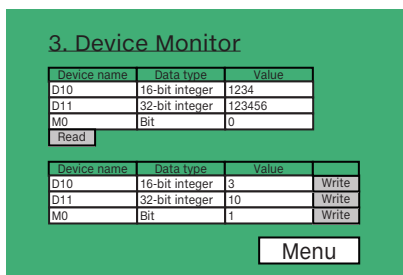 3. Device Monitor
Device name Data type Value
D10 16-bit integer 1234
D11 32-bit integer 123456
M0 Bit 0
Read
Device name Data type Value
D10 16-bit integer 3 Write
D11 32-bit integer 10 Write
M0 Bit 1 Write
Menu